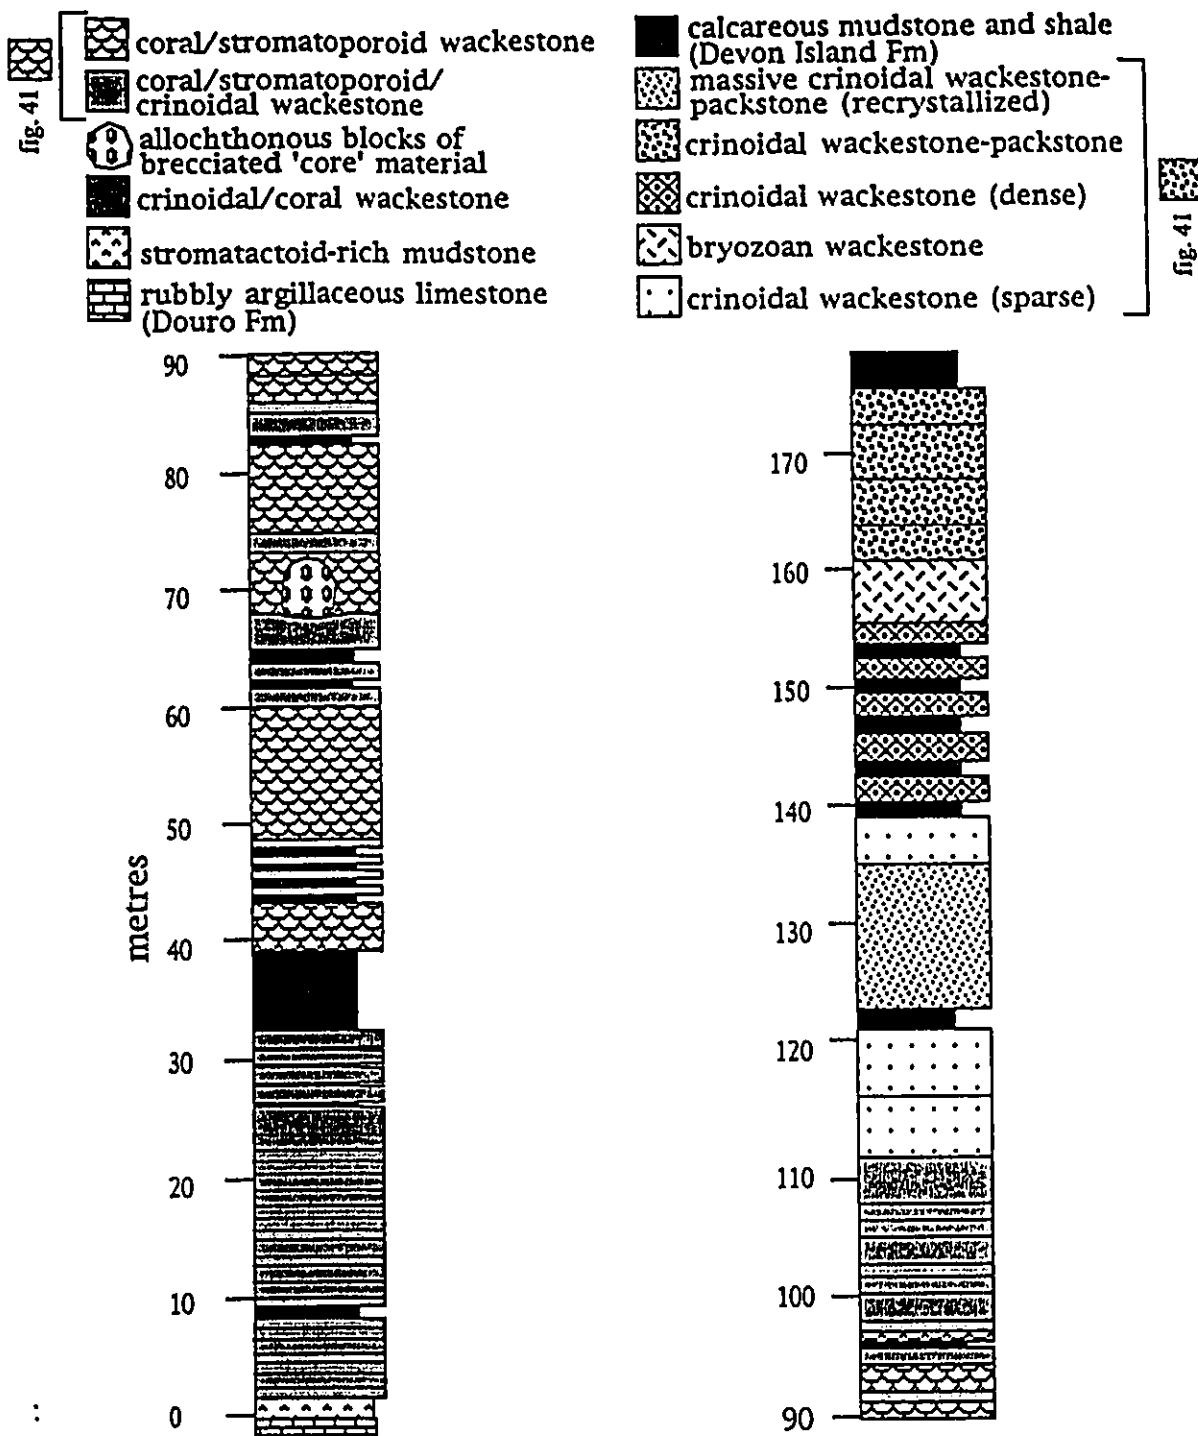 fig. 41
coral/stromatoporoid wackestone
coral/stromatoporoid/
crinoidal wackestone
allochthonous blocks of
brecciated 'core' material
crinoidal/coral wackestone
stromatactoid-rich mudstone
rubbly argillaceous limestone
(Douro Fm)
calcareous mudstone and shale
(Devon Island Fm)
massive crinoidal wackestone-
packstone (recrystallized)
crinoidal wackestone-packstone
crinoidal wackestone (dense)
bryozoan wackestone
crinoidal wackestone (sparse)
fig. 41
metres
90
80
70
60
50
40
30
20
10
0
170
160
150
140
130
120
110
100
90